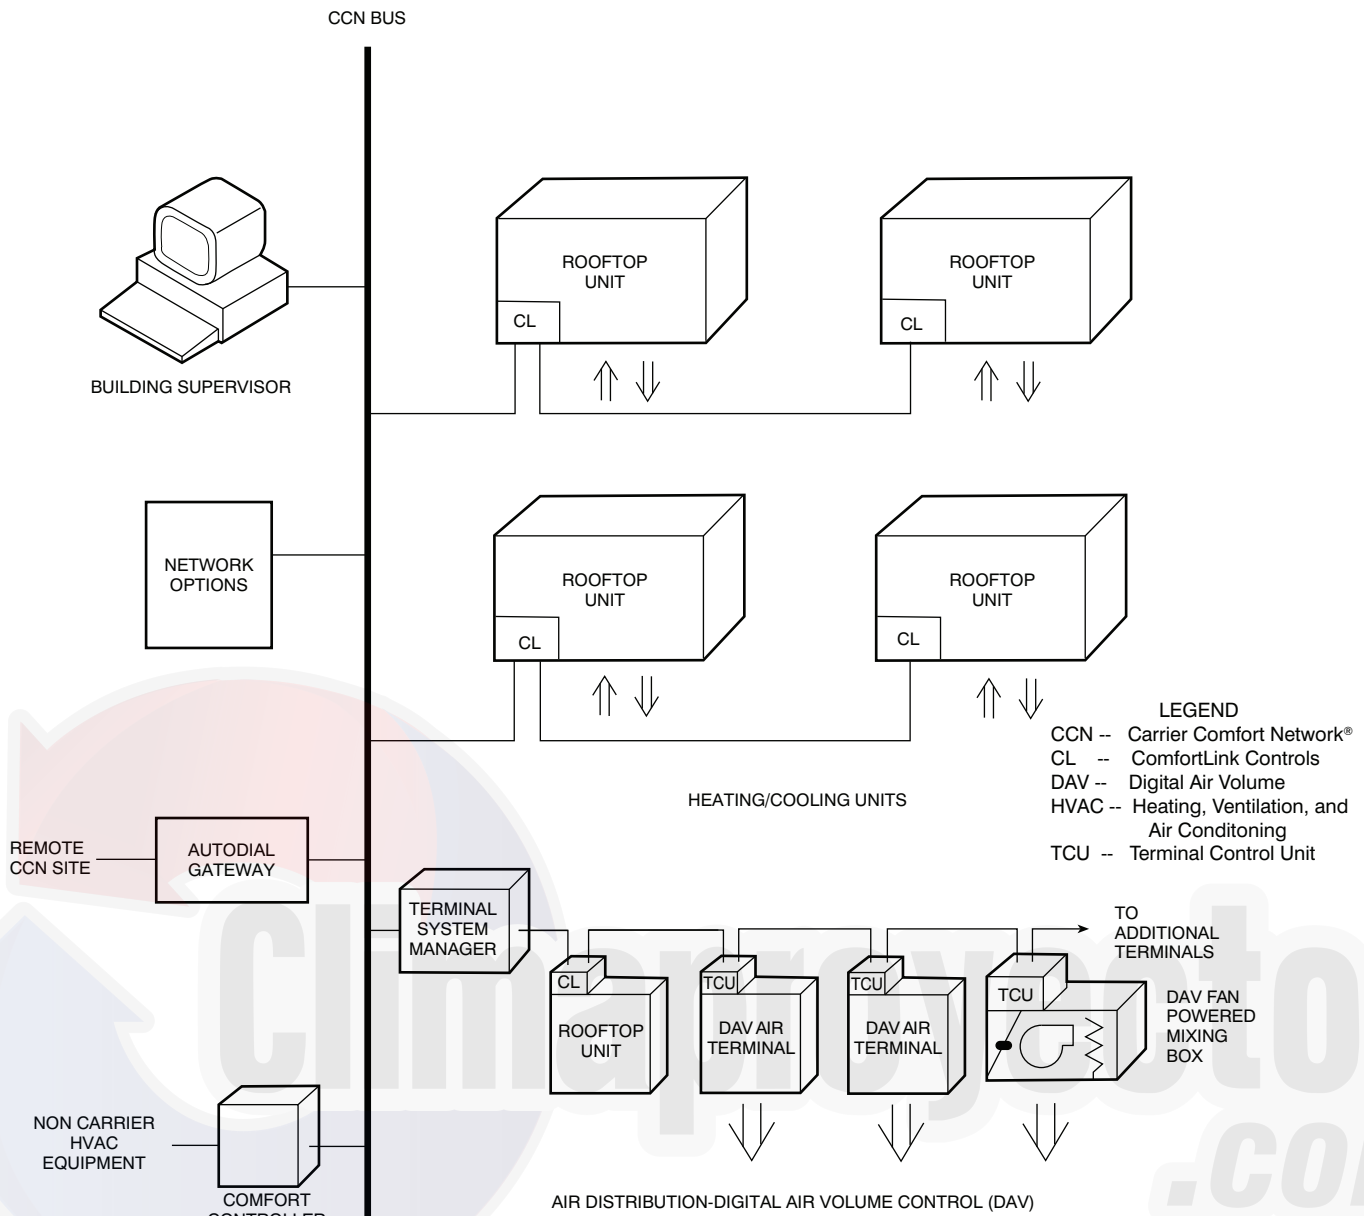 CCN BUS
ROOFTOP
UNIT
CL
ROOFTOP
UNIT
CL
BUILDING SUPERVISOR
NETWORK
OPTIONS
ROOFTOP
UNIT
CL
ROOFTOP
UNIT
CL
LEGEND
CCN -- Carrier Comfort Network®
CL -- ComfortLink Controls
DAV -- Digital Air Volume
HVAC -- Heating, Ventilation, and
Air Conditoning
TCU -- Terminal Control Unit
HEATING/COOLING UNITS
REMOTE
CCN SITE
AUTODIAL
GATEWAY
TERMINAL
SYSTEM
MANAGER
TO
ADDITIONAL
TERMINALS
CL
ROOFTOP
UNIT
TCU
DAV AIR
TERMINAL
TCU
DAV AIR
TERMINAL
TCU
DAV FAN
POWERED
MIXING
BOX
NON CARRIER
HVAC
EQUIPMENT
COMFORT
CONTROLLER
AIR DISTRIBUTION-DIGITAL AIR VOLUME CONTROL (DAV)
Climaproyecto
.com